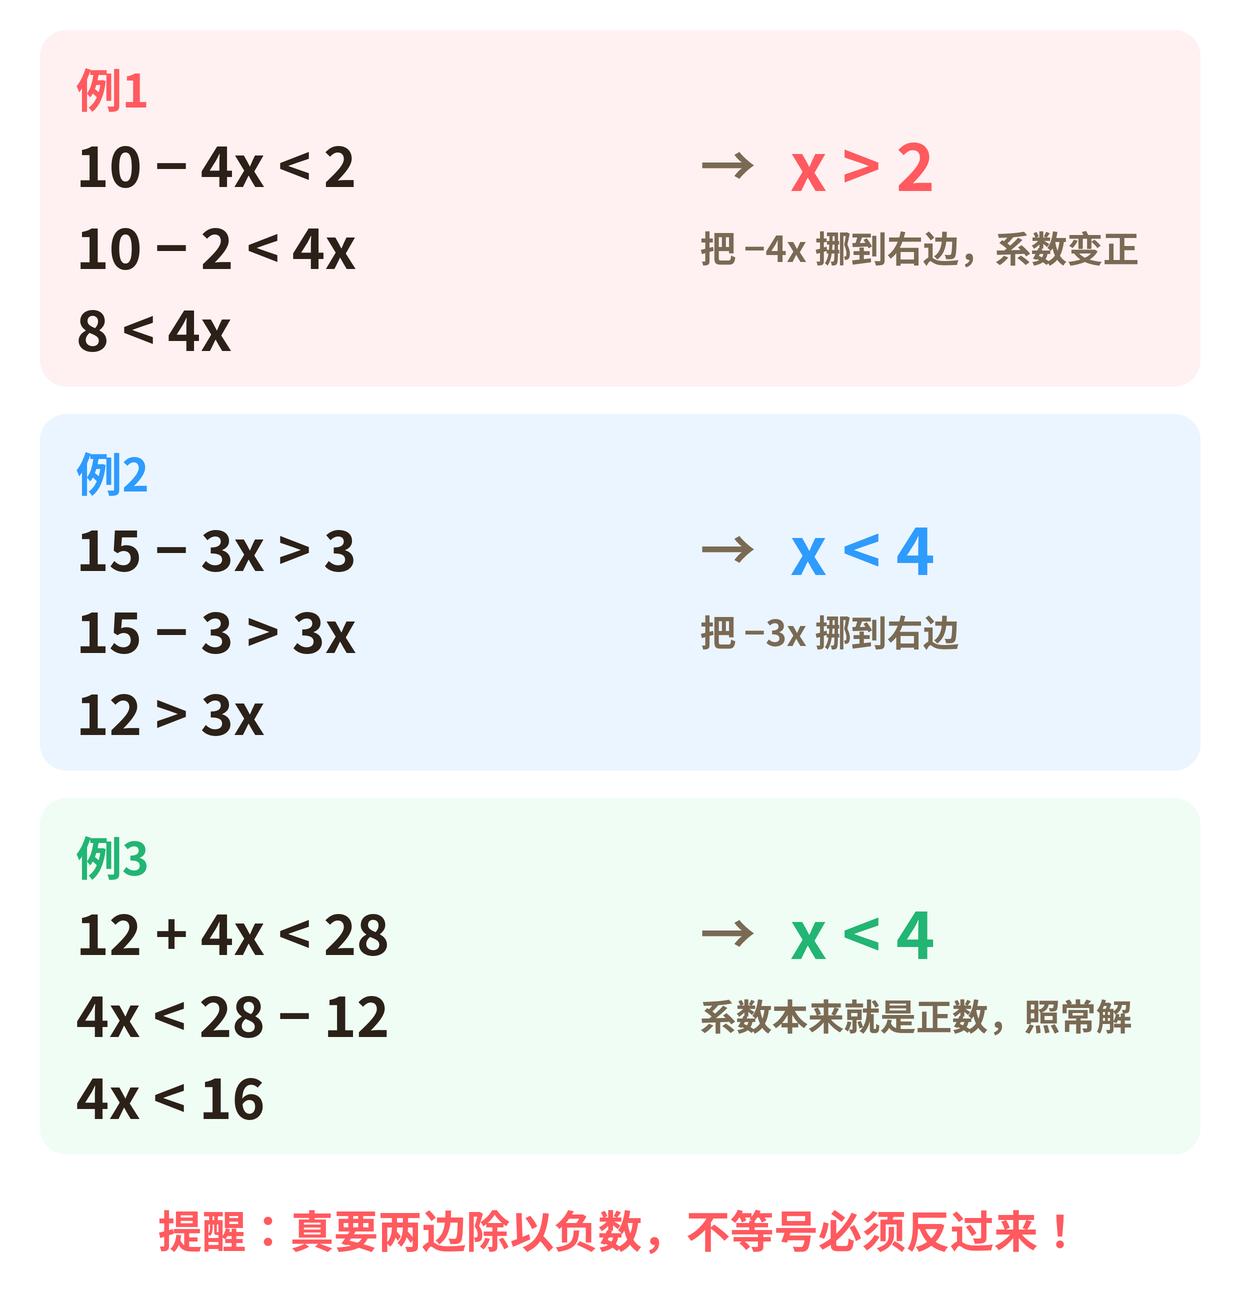 例1
10 − 4x < 2
→ x > 2
10 − 2 < 4x
把 −4x 挪到右边，系数变正
8 < 4x
例2
15 − 3x > 3
→ x < 4
15 − 3 > 3x
把 −3x 挪到右边
12 > 3x
例3
12 + 4x < 28
→ x < 4
4x < 28 − 12
系数本来就是正数，照常解
4x < 16
提醒：真要两边除以负数，不等号必须反过来！